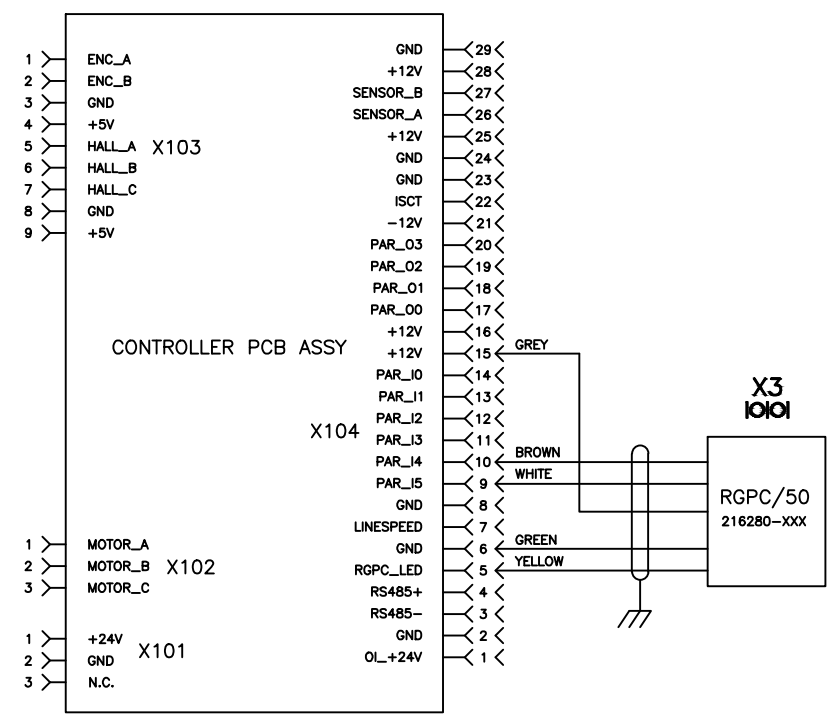 GND 29
1 ENC_A
+12V 28
2 ENC_B
SENSOR_B 27
3 GND
SENSOR_A 26
4 +5V
+12V 25
5 HALL_A X103
GND 24
6 HALL_B
GND 23
7 HALL_C
ISCT 22
8 GND
-12V 21
9 +5V
PAR_O3 20
PAR_O2 19
PAR_O1 18
PAR_OO 17
+12V 16
CONTROLLER PCB ASSY
+12V 15 GREY
PAR_I0 14
PAR_I1 13
X3
PAR_I2 12
IOIOI
X104
PAR_I3 11
PAR_I4 10 BROWN
PAR_I5 9 WHITE
RGPC/50
GND 8
216280-XXX
LINESPEED 7
1 MOTOR_A
GND 6 GREEN
2 MOTOR_B X102
RGPC_LED 5 YELLOW
3 MOTOR_C
RS485+ 4
RS485- 3
1 +24V
GND 2
2 GND X101
OI_+24V 1
3 N.C.